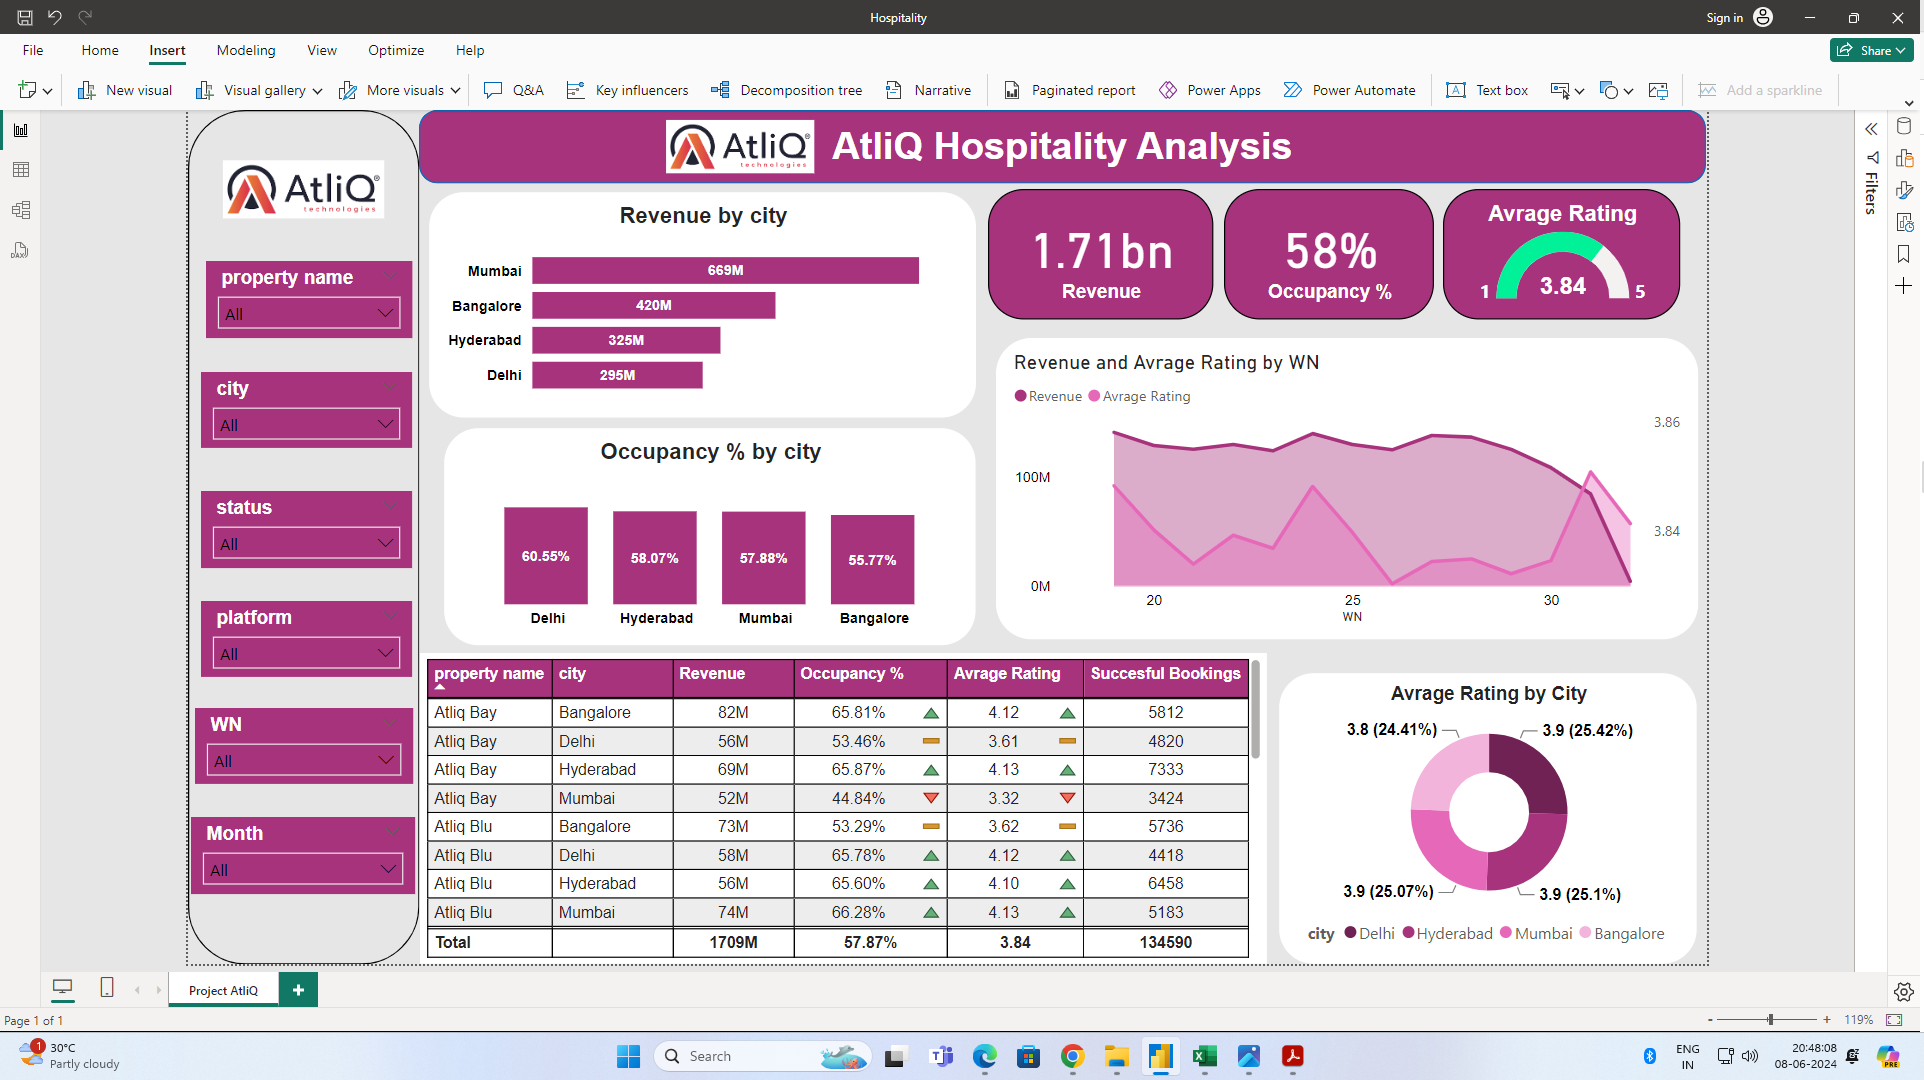 Hospitality
Sign in
File Home Insert Modeling View Optimize Help
Share
New visual Visual gallery More visuals Q&A Key influencers Decomposition tree Narrative Paginated report Power Apps Power Automate Text box Add a sparkline
AtliQ®
technologies
AtliQ Hospitality Analysis
AtliQ®
technologies
property name
All
city
All
status
All
platform
All
WN
All
Month
All
Revenue by city
Mumbai 669M
Bangalore 420M
Hyderabad 325M
Delhi 295M
1.71bn
Revenue
58%
Occupancy %
Avrage Rating
1 3.84 5
Occupancy % by city
60.55% 58.07% 57.88% 55.77%
Delhi Hyderabad Mumbai Bangalore
Revenue and Avrage Rating by WN
Revenue Avrage Rating
3.86
100M
3.84
0M
20 25 30
WN
property name city Revenue Occupancy % Avrage Rating Succesful Bookings
Atliq Bay Bangalore 82M 65.81% 4.12 5812
Atliq Bay Delhi 56M 53.46% 3.61 4820
Atliq Bay Hyderabad 69M 65.87% 4.13 7333
Atliq Bay Mumbai 52M 44.84% 3.32 3424
Atliq Blu Bangalore 73M 53.29% 3.62 5736
Atliq Blu Delhi 58M 65.78% 4.12 4418
Atliq Blu Hyderabad 56M 65.60% 4.10 6458
Atliq Blu Mumbai 74M 66.28% 4.13 5183
Total 1709M 57.87% 3.84 134590
Avrage Rating by City
3.8 (24.41%) 3.9 (25.42%)
3.9 (25.07%) 3.9 (25.1%)
city Delhi Hyderabad Mumbai Bangalore
Filters
DAX
Project AtliQ
Page 1 of 1
- + 119%
1
30°C
Partly cloudy
Search
ENG
IN
20:48:08
08-06-2024
PRE